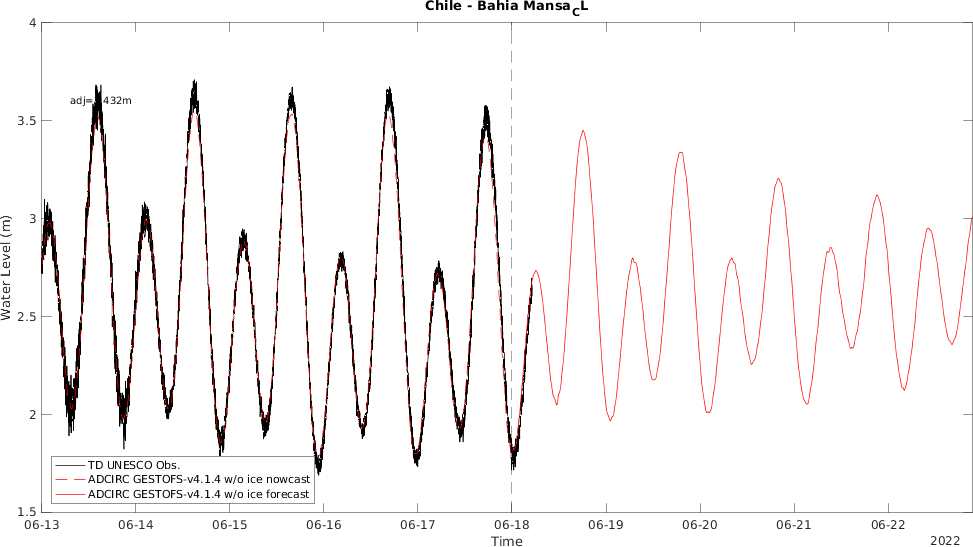 Chile - Bahia Mansa_CL
4
adj= 432m
3.5
3
Water Level (m)
2.5
2
TD UNESCO Obs.
ADCIRC GESTOFS-v4.1.4 w/o ice nowcast
ADCIRC GESTOFS-v4.1.4 w/o ice forecast
1.5
06-13 06-14 06-15 06-16 06-17 06-18 06-19 06-20 06-21 06-22
Time
2022